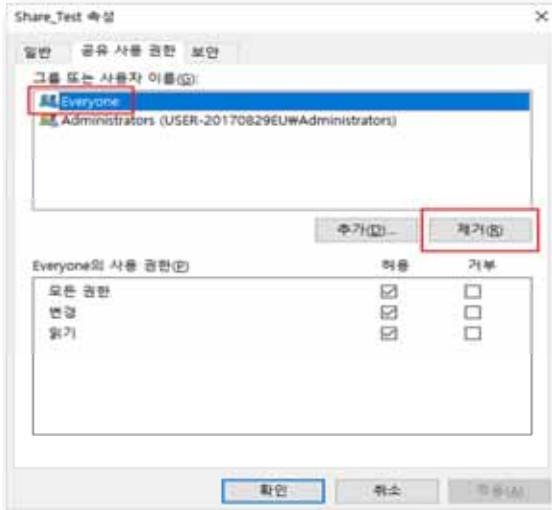 Share_Test 속성
일반 공유 사용 권한 보안
그룹 또는 사용자 이름(G):
Everyone
Administrators (USER-20170829EU₩Administrators)
추가(D)... 제거(R)
Everyone의 사용 권한(P) 허용 거부
모든 권한
변경
읽기
확인 취소 적용(A)